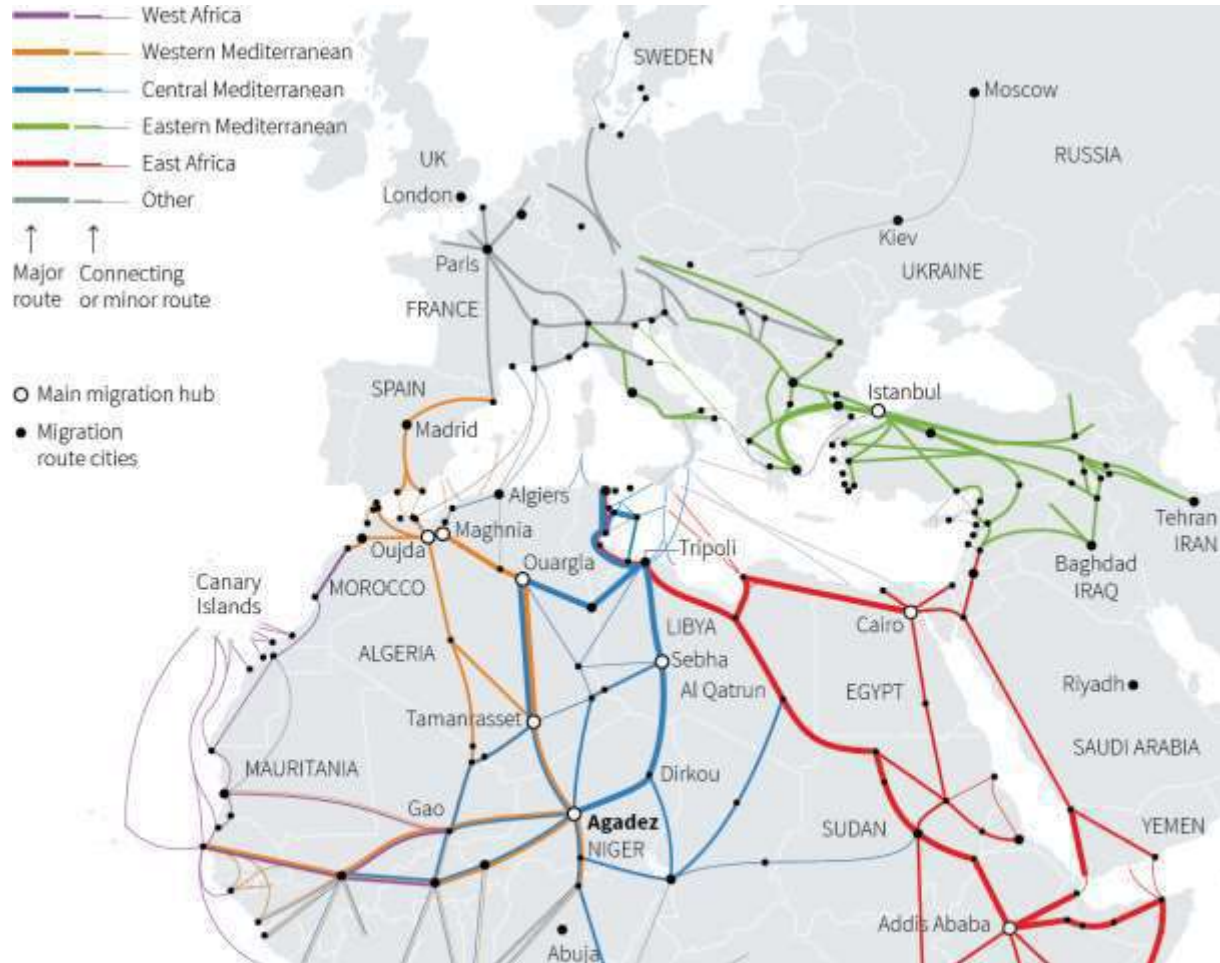 West Africa
Western Mediterranean
Central Mediterranean
Eastern Mediterranean
East Africa
Other
Major
route
Connecting
or minor route
Main migration hub
Migration
route cities
SWEDEN
Moscow
RUSSIA
UK
London
Kiev
UKRAINE
Paris
FRANCE
SPAIN
Madrid
Istanbul
Algiers
Tehran
IRAN
Oujda
Maghnia
Ouargla
Tripoli
Baghdad
IRAQ
Canary
Islands
MOROCCO
LIBYA
Cairo
ALGERIA
Sebha
Al Qatrun
EGYPT
Riyadh
Tamanrasset
SAUDI ARABIA
MAURITANIA
Dirkou
Gao
Agadez
NIGER
SUDAN
YEMEN
Addis Ababa
Abuja